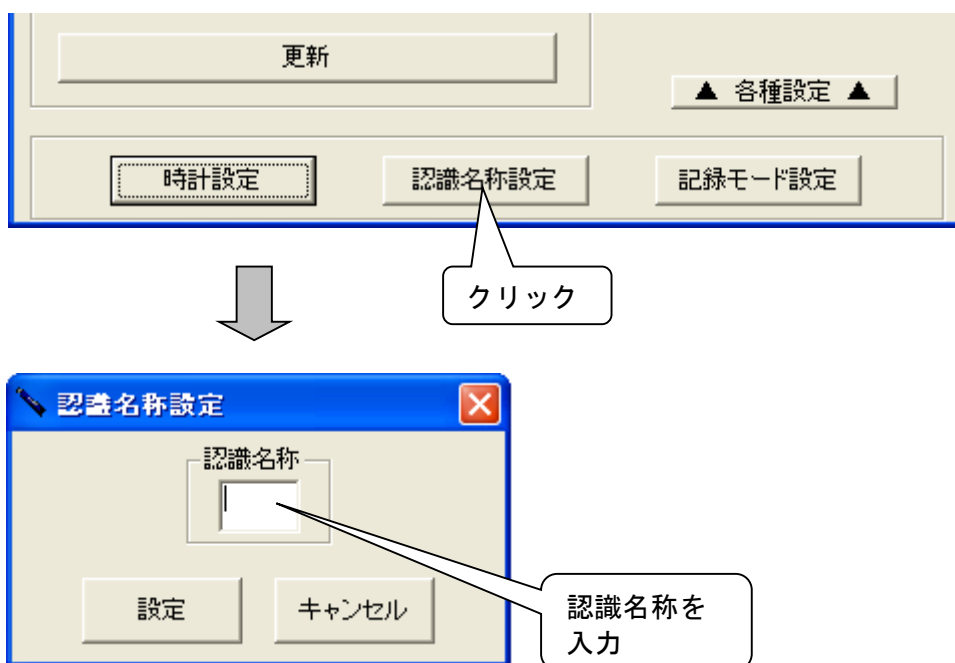 更新
▲ 各種設定 ▲
時計設定
認識名称設定
記録モード設定
クリック
認識名称設定
認識名称
設定
キャンセル
認識名称を
入力